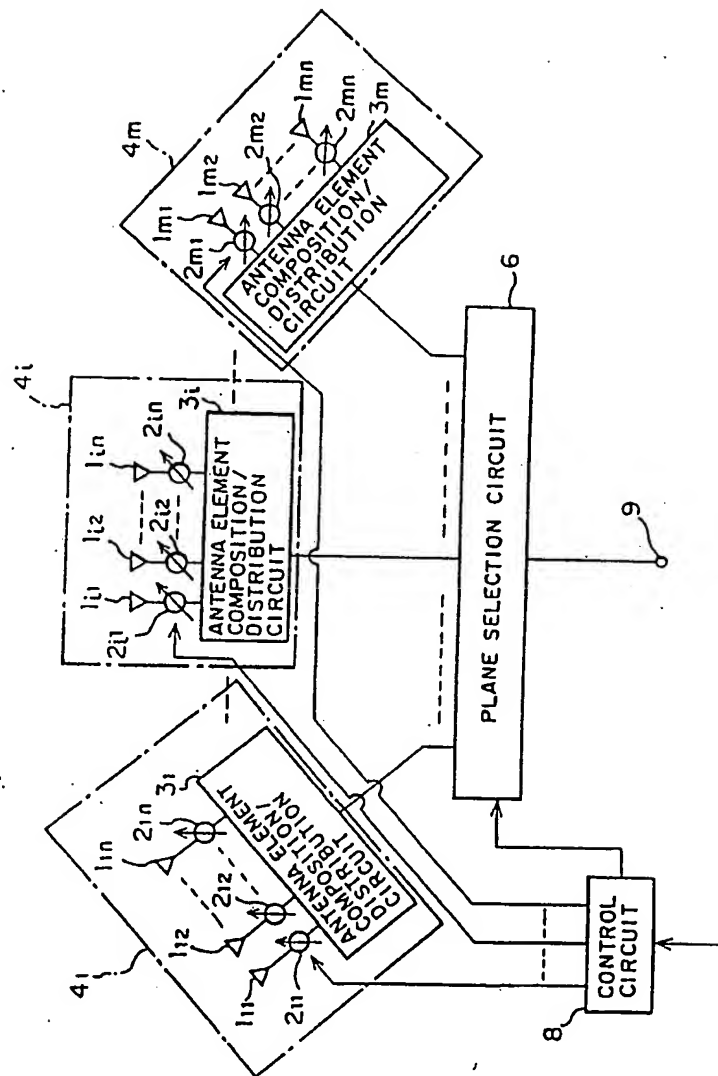 4m
1m1
1m2
1mn
2m1
2m2
2mn
3m
ANTENNA ELEMENT
COMPOSITION/
DISTRIBUTION
CIRCUIT
4i
1i1
1i2
1in
2i1
2i2
2in
3i
ANTENNA ELEMENT
COMPOSITION/
DISTRIBUTION
CIRCUIT
41
111
112
11n
211
212
21n
31
ANTENNA ELEMENT
COMPOSITION/
DISTRIBUTION
CIRCUIT
6
PLANE SELECTION CIRCUIT
9
8
CONTROL
CIRCUIT